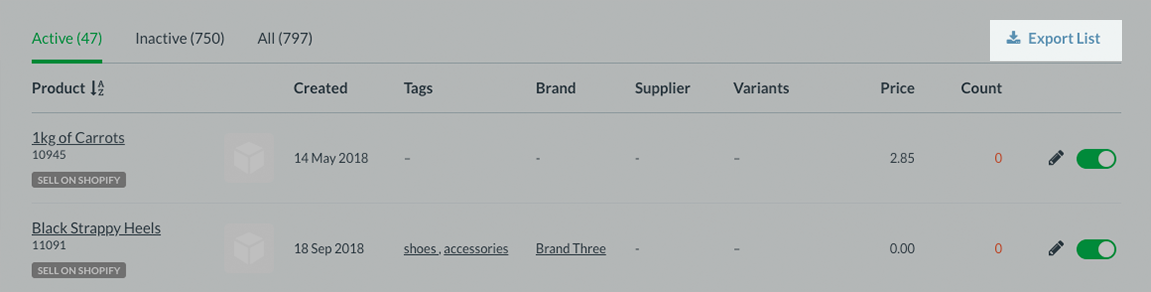 Active (47) Inactive (750) All (797) Export List
Product Created Tags Brand Supplier Variants Price Count
1kg of Carrots
10945
14 May 2018 - - - - 2.85 0
SELL ON SHOPIFY
Black Strappy Heels
11091
18 Sep 2018 shoes , accessories Brand Three - - 0.00 0
SELL ON SHOPIFY